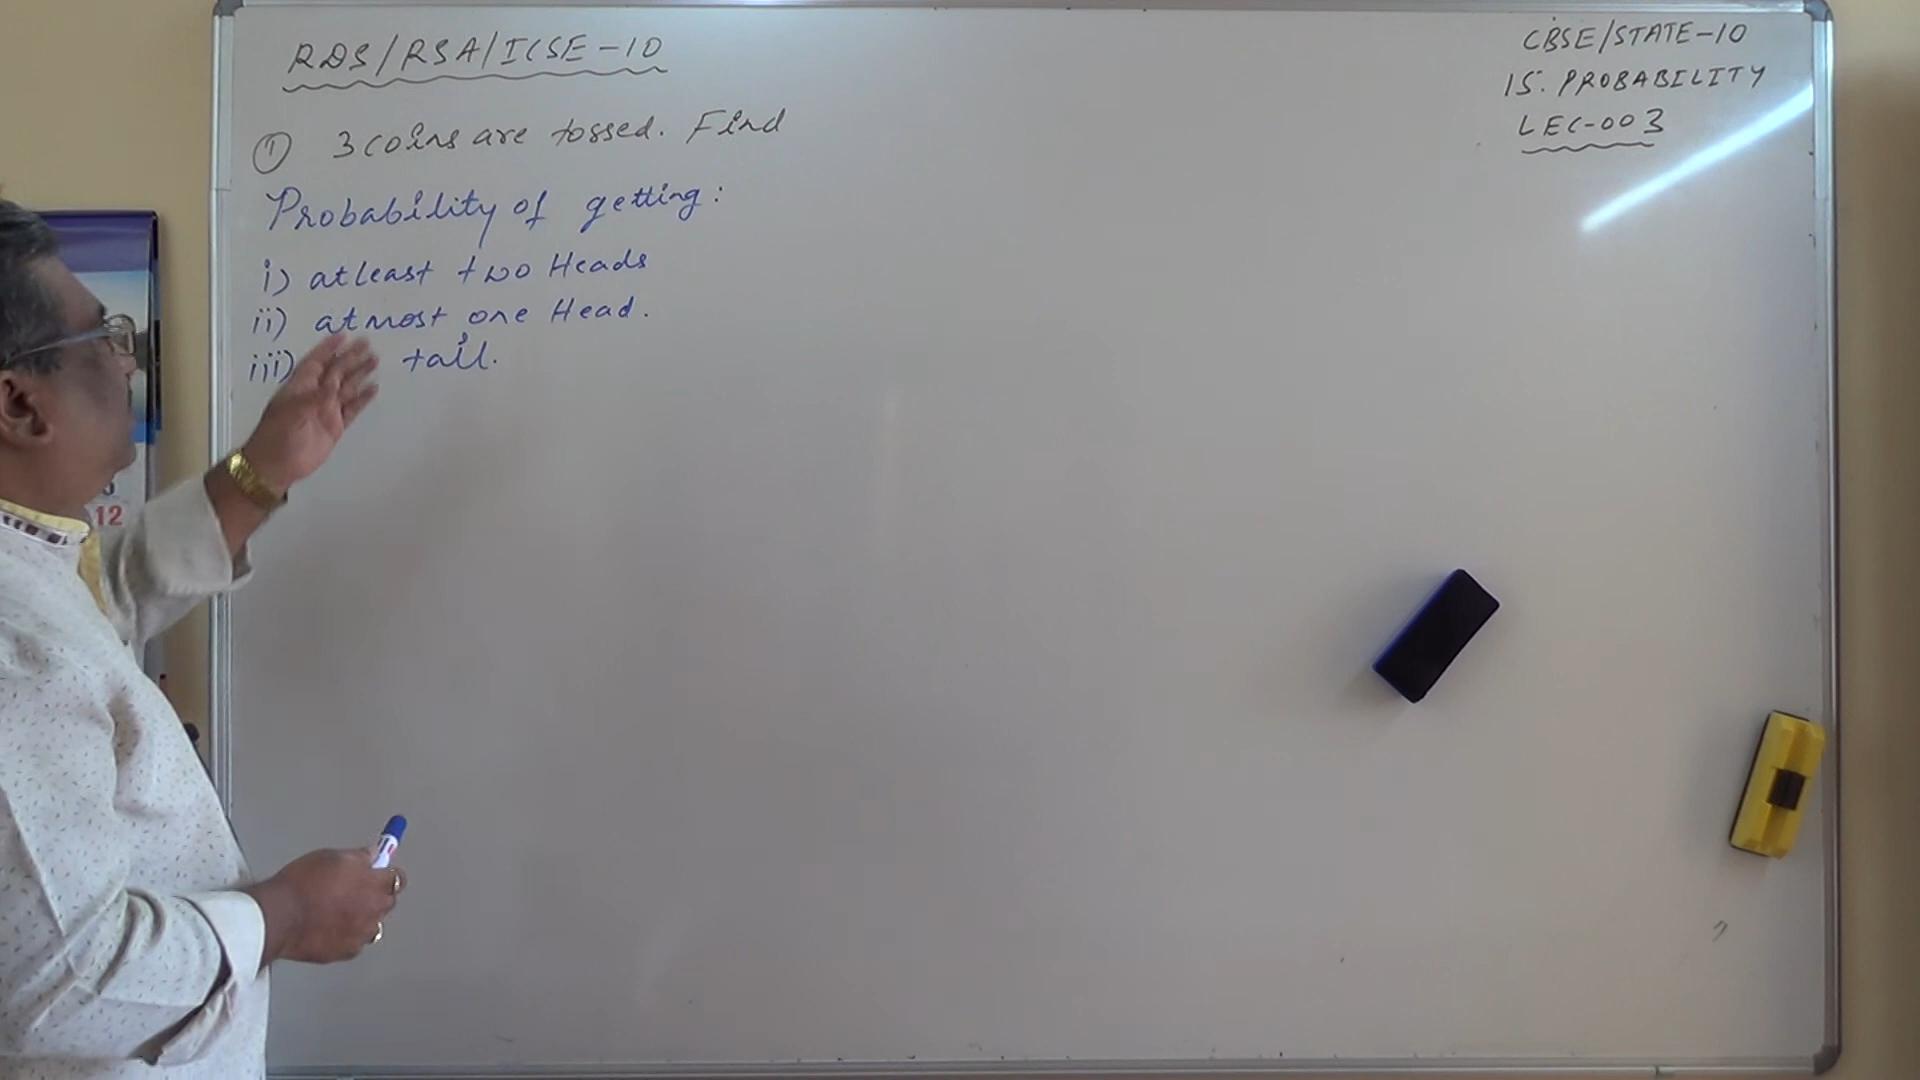 RDS/RSA/ICSE-10
CBSE/STATE-10
15. PROBABILITY
LEC-003
① 3 coins are tossed. Find
Probability of getting:
i) atleast two Heads
ii) atmost one Head.
iii) tail.
12